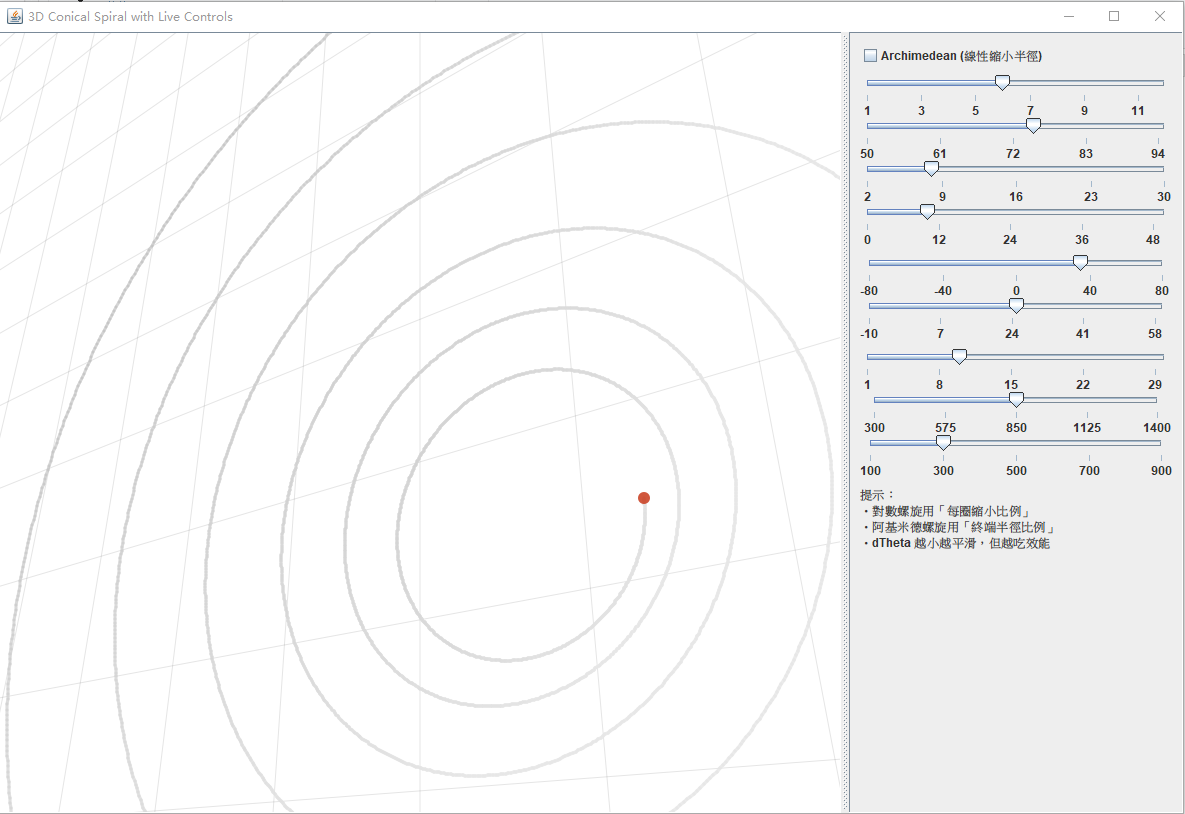 3D Conical Spiral with Live Controls
Archimedean (線性縮小半徑)
1 3 5 7 9 11
50 61 72 83 94
2 9 16 23 30
0 12 24 36 48
-80 -40 0 40 80
-10 7 24 41 58
1 8 15 22 29
300 575 850 1125 1400
100 300 500 700 900
提示：
・對數螺旋用「每圈縮小比例」
・阿基米德螺旋用「終端半徑比例」
・dTheta 越小越平滑，但越吃效能